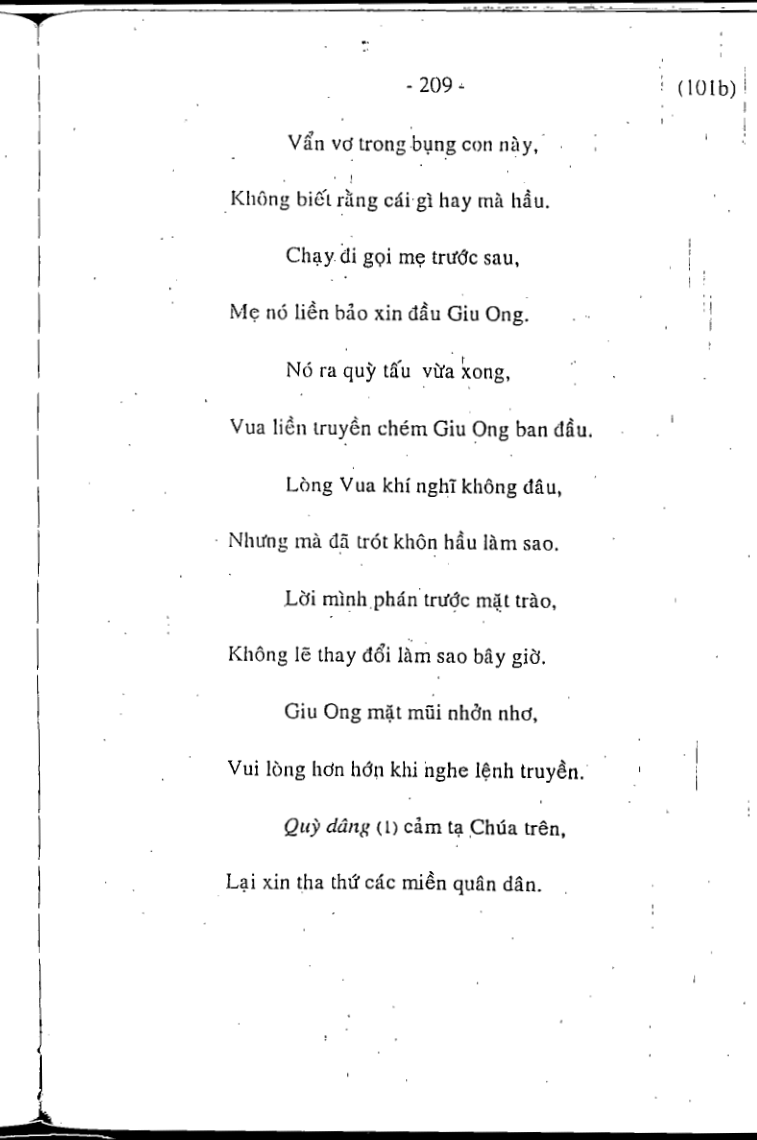 - 209 - (101b)
Vẩn vơ trong bụng con này,
Không biết rằng cái gì hay mà hầu.
Chạy đi gọi mẹ trước sau,
Mẹ nó liền bảo xin đầu Giu Ong.
Nó ra quỳ tấu vừa xong,
Vua liền truyền chém Giu Ong ban đầu.
Lòng Vua khí nghĩ không đâu,
Nhưng mà đã trót khôn hầu làm sao.
Lời mình phán trước mặt trào,
Không lẽ thay đổi làm sao bây giờ.
Giu Ong mặt mũi nhởn nhơ,
Vui lòng hơn hớn khi nghe lệnh truyền.
Quỳ dâng (1) cảm tạ Chúa trên,
Lại xin tha thứ các miền quân dân.